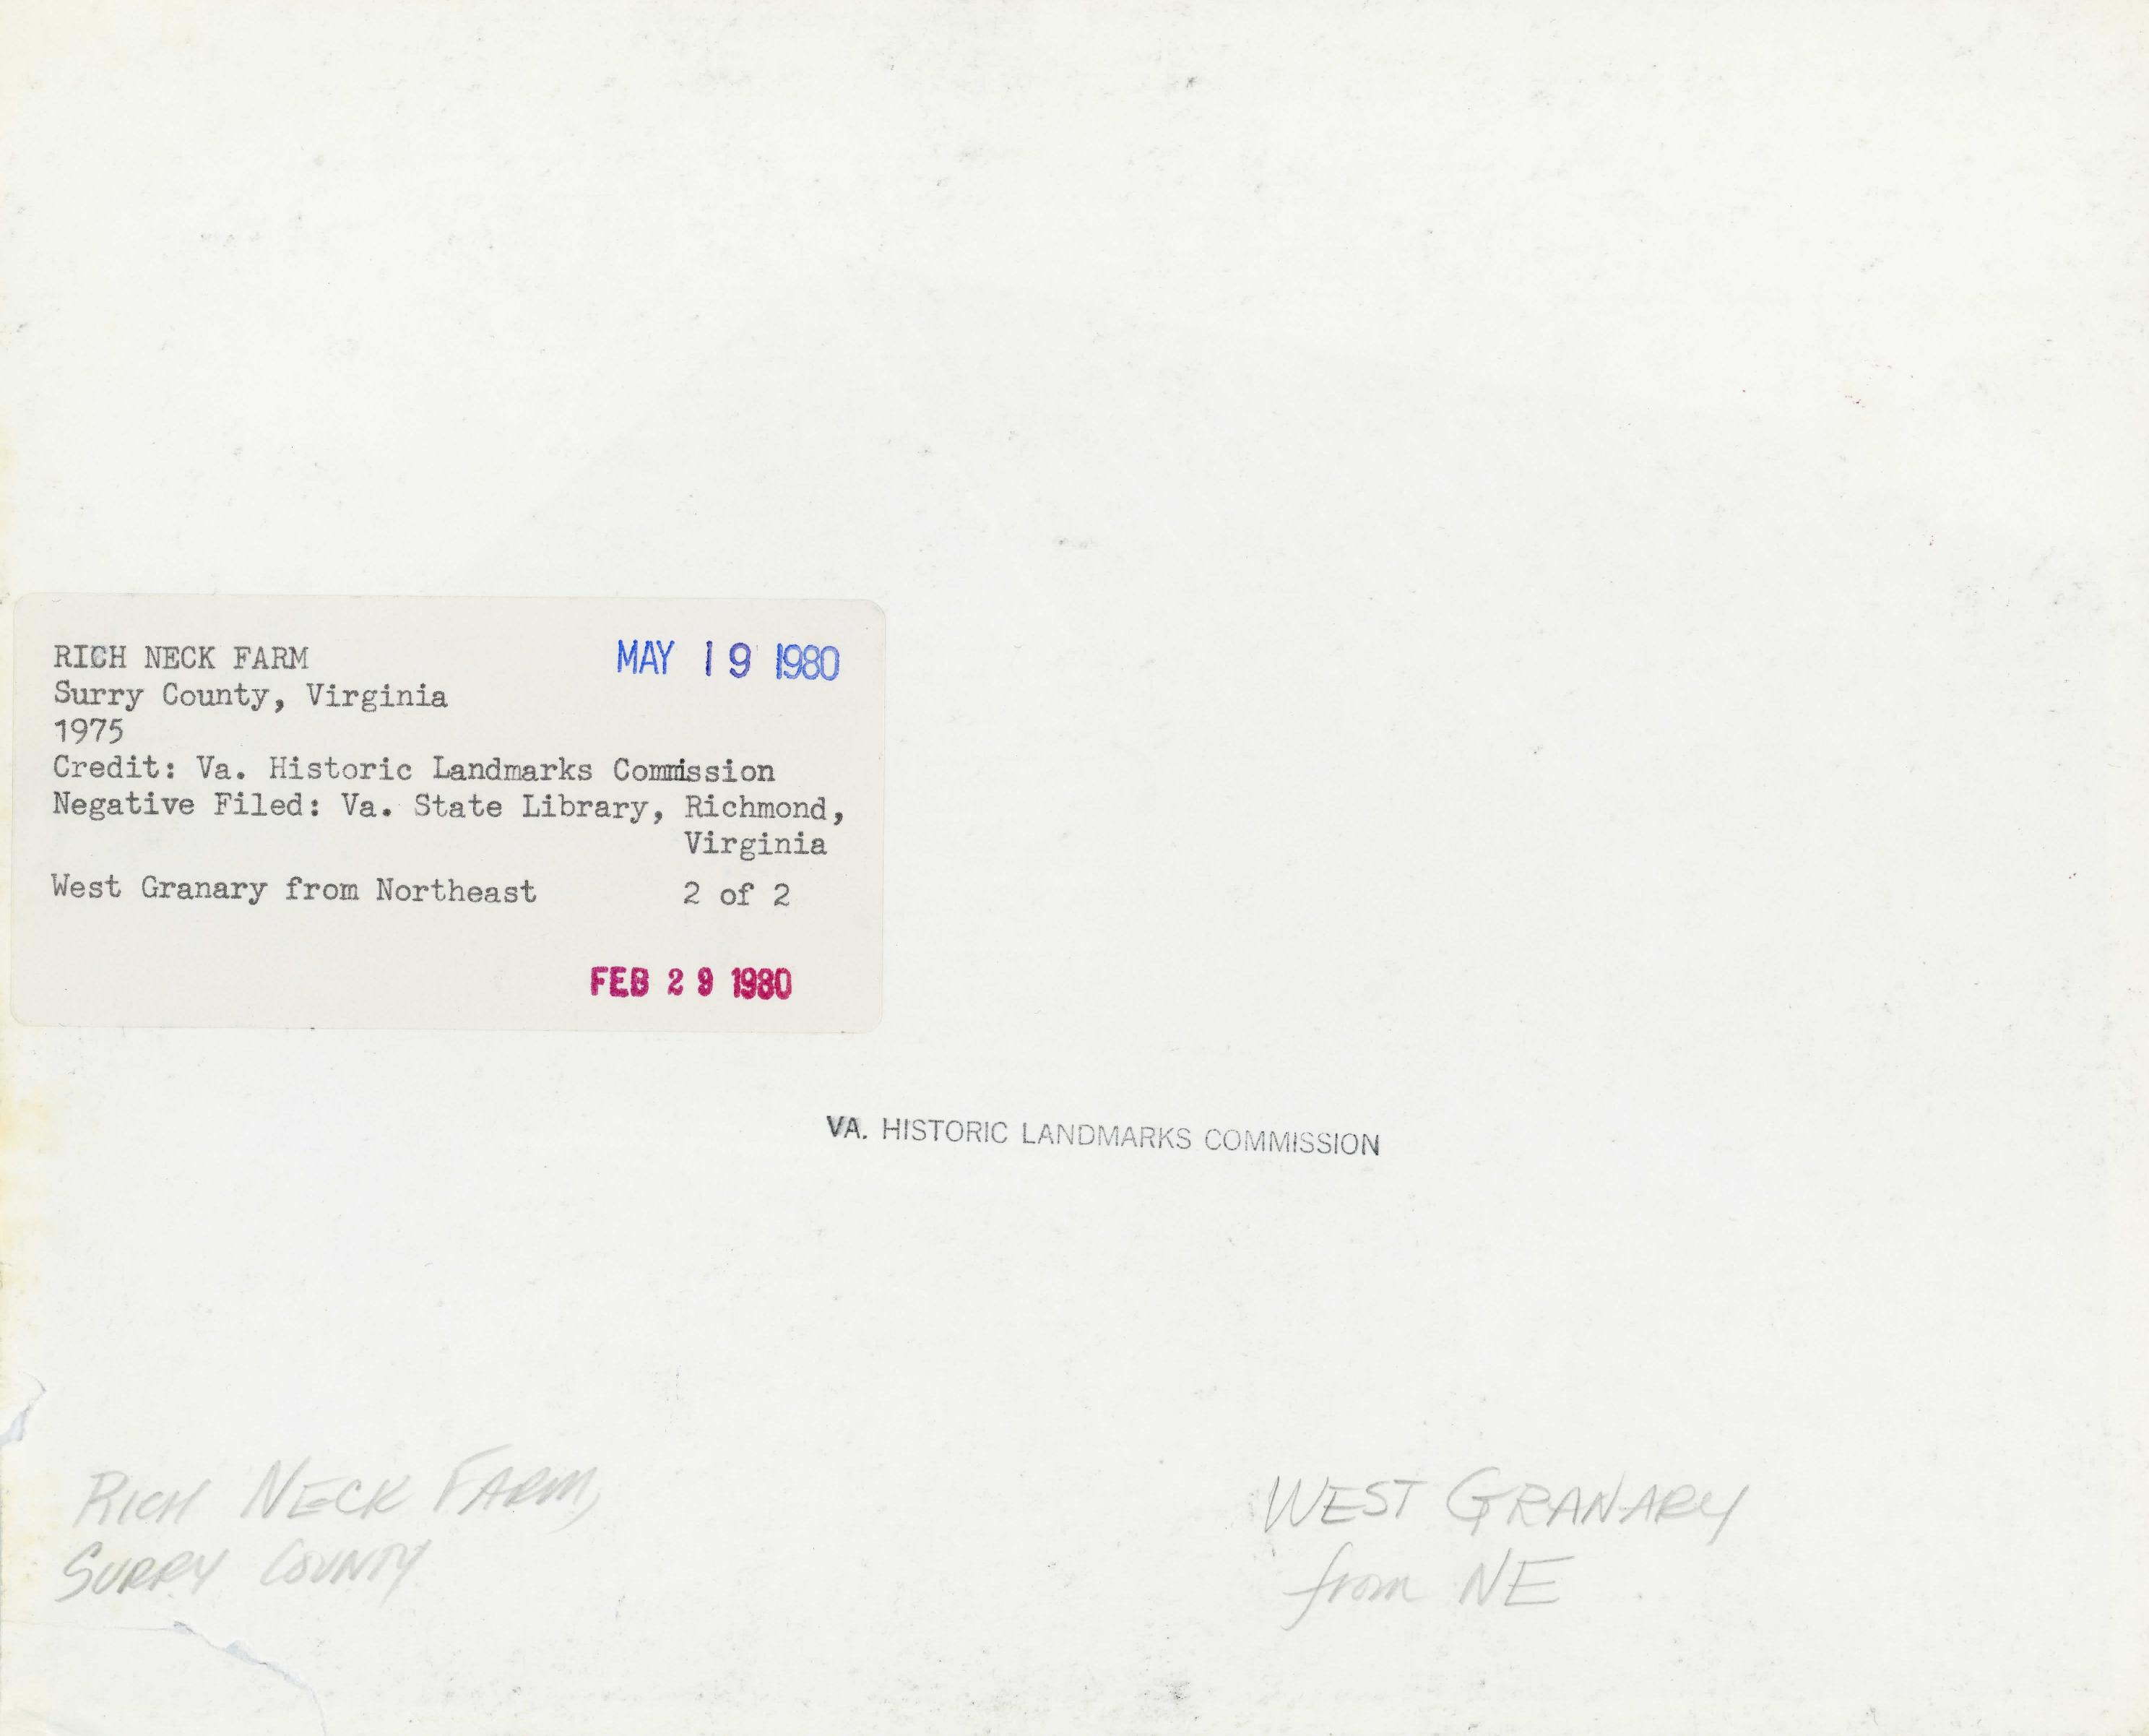 RICH NECK FARM MAY 19 1980
Surry County, Virginia
1975
Credit: Va. Historic Landmarks Commission
Negative Filed: Va. State Library, Richmond,
Virginia
West Granary from Northeast 2 of 2
FEB 29 1980
VA. HISTORIC LANDMARKS COMMISSION
RICH NECK FARM,
SURRY COUNTY
WEST GRANARY
from NE